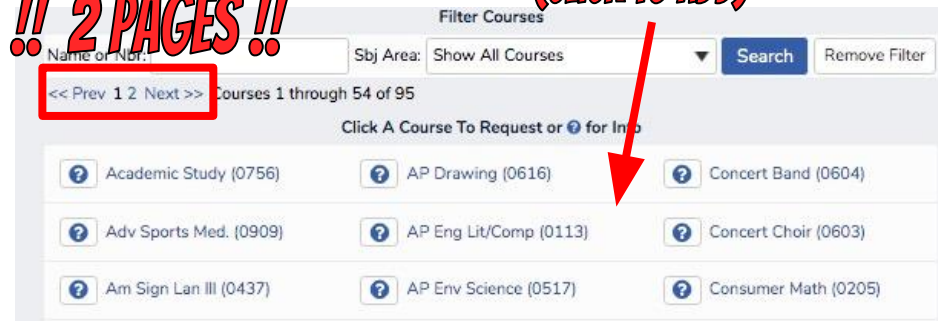 (CLICK TO ADD)
!! 2 PAGES !!
Filter Courses
Name or Nbr: Sbj Area: Show All Courses Search Remove Filter
<< Prev 1 2 Next >> Courses 1 through 54 of 95
Click A Course To Request or ? for Info
? Academic Study (0756) ? AP Drawing (0616) ? Concert Band (0604)
? Adv Sports Med. (0909) ? AP Eng Lit/Comp (0113) ? Concert Choir (0603)
? Am Sign Lan III (0437) ? AP Env Science (0517) ? Consumer Math (0205)